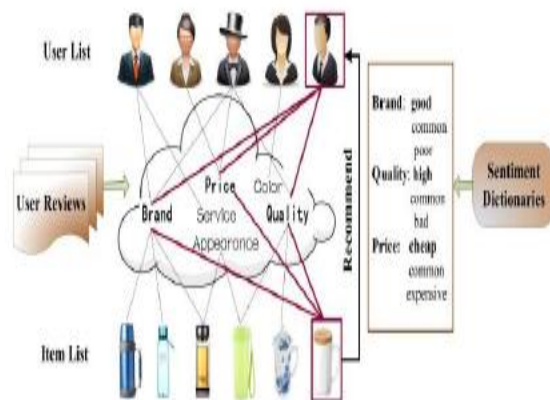 User List
Brand: good
common
poor
Quality: high
common
bad
Price: cheap
common
expensive
Sentiment
Dictionaries
User Reviews
Price
Color
Brand
Service
Quality
Appearance
Recommend
Item List